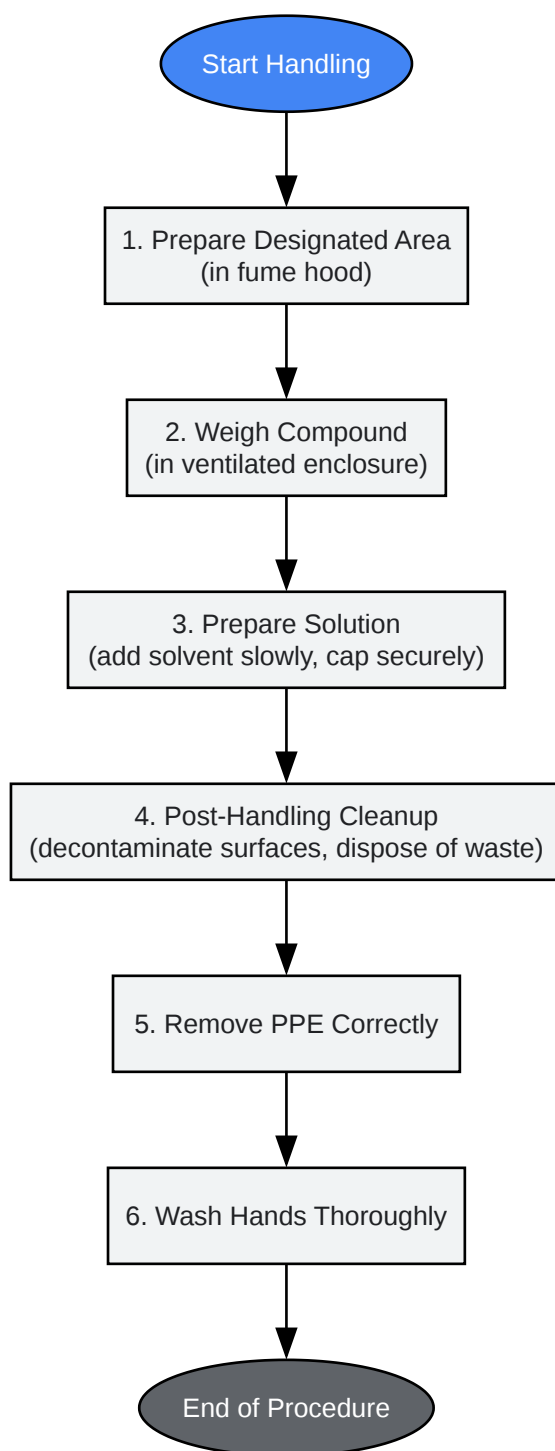 Start Handling
1. Prepare Designated Area
(in fume hood)
2. Weigh Compound
(in ventilated enclosure)
3. Prepare Solution
(add solvent slowly, cap securely)
4. Post-Handling Cleanup
(decontaminate surfaces, dispose of waste)
5. Remove PPE Correctly
6. Wash Hands Thoroughly
End of Procedure